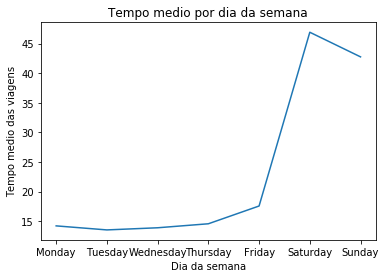 Tempo medio por dia da semana
Tempo medio das viagens
45
40
35
30
25
20
15
Monday Tuesday Wednesday Thursday Friday Saturday Sunday
Dia da semana